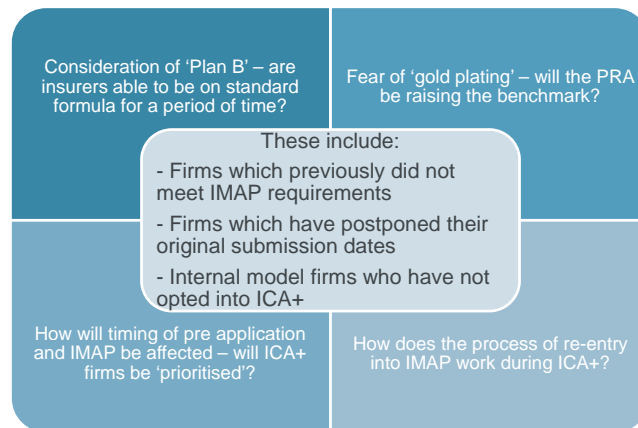 Consideration of ‘Plan B’ – are
insurers able to be on standard
formula for a period of time?
Fear of ‘gold plating’ – will the PRA
be raising the benchmark?
These include:
- Firms which previously did not
meet IMAP requirements
- Firms which have postponed their
original submission dates
- Internal model firms who have not
opted into ICA+
How will timing of pre application
and IMAP be affected – will ICA+
firms be ‘prioritised’?
How does the process of re-entry
into IMAP work during ICA+?